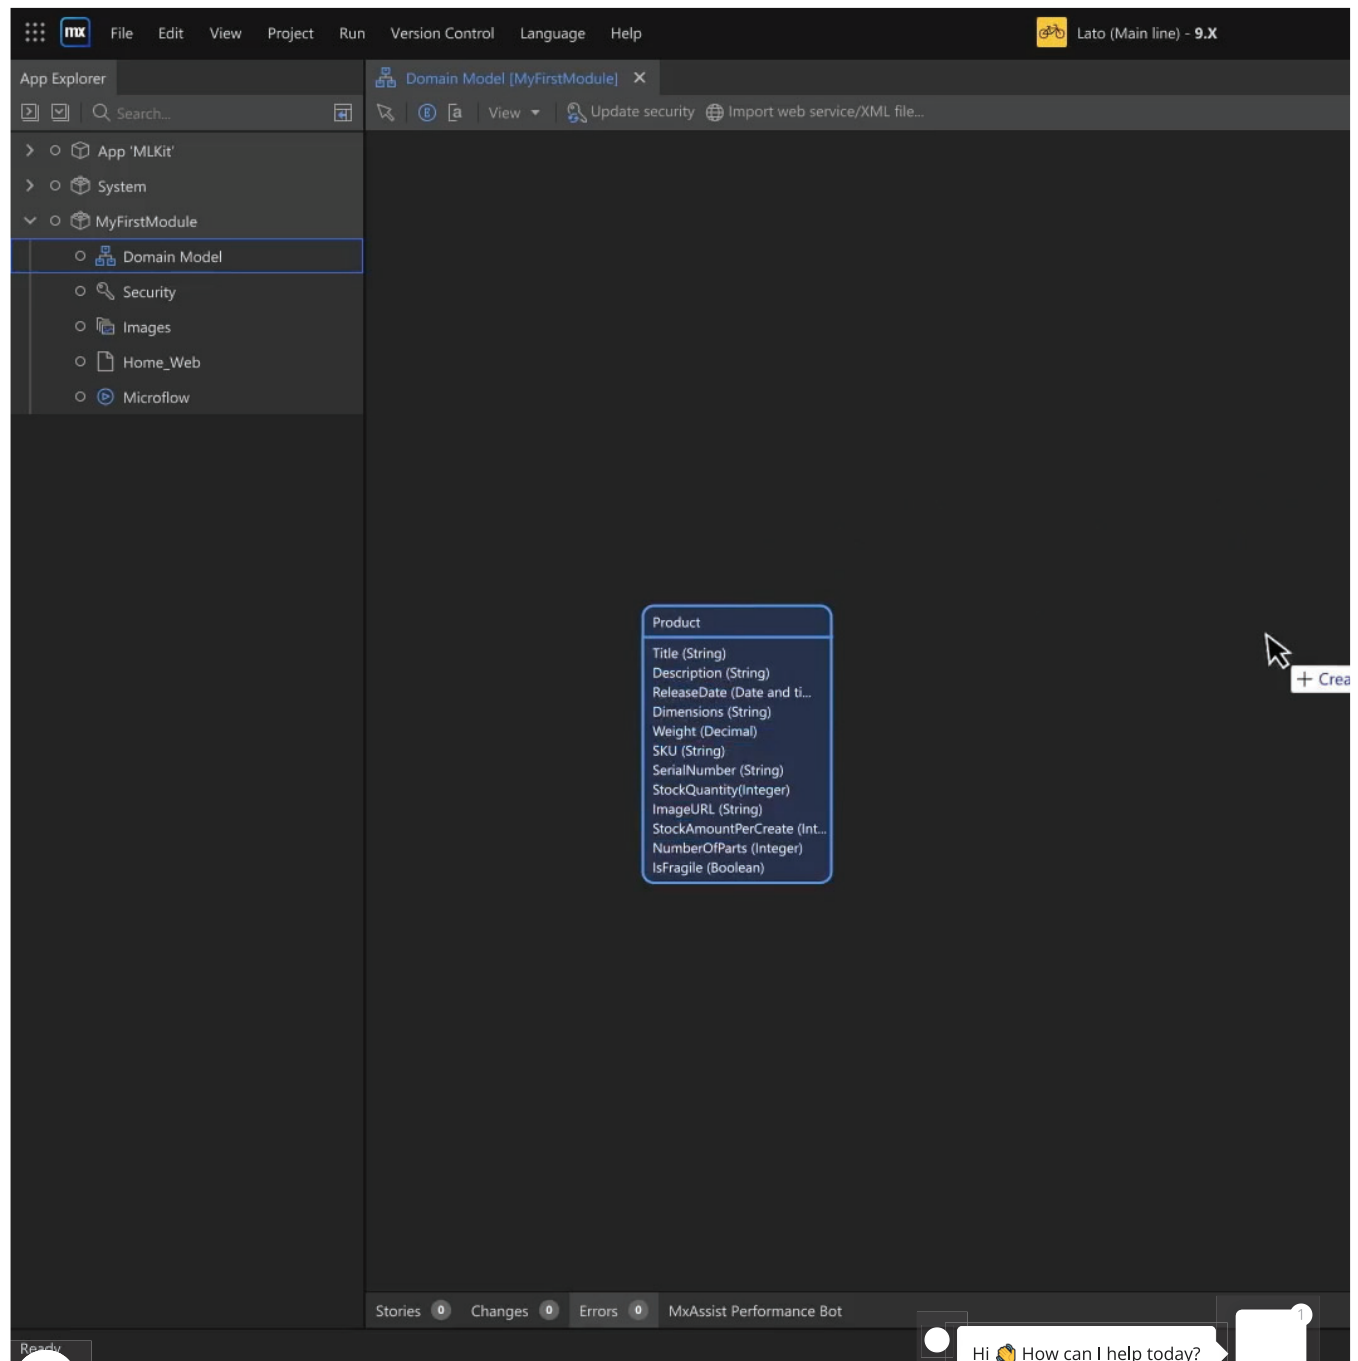 mx File Edit View Project Run Version Control Language Help Lato (Main line) - 9.X
App Explorer Domain Model [MyFirstModule]
Search... View Update security Import web service/XML file...
App 'MLKit'
System
MyFirstModule
Domain Model
Security
Images
Home_Web
Microflow
Product
Title (String)
Description (String)
ReleaseDate (Date and ti...
Dimensions (String)
Weight (Decimal)
SKU (String)
SerialNumber (String)
StockQuantity(Integer)
ImageURL (String)
StockAmountPerCreate (Int...
NumberOfParts (Integer)
IsFragile (Boolean)
+ Crea
Stories 0 Changes 0 Errors 0 MxAssist Performance Bot
1
Ready
Hi 👋 How can I help today?